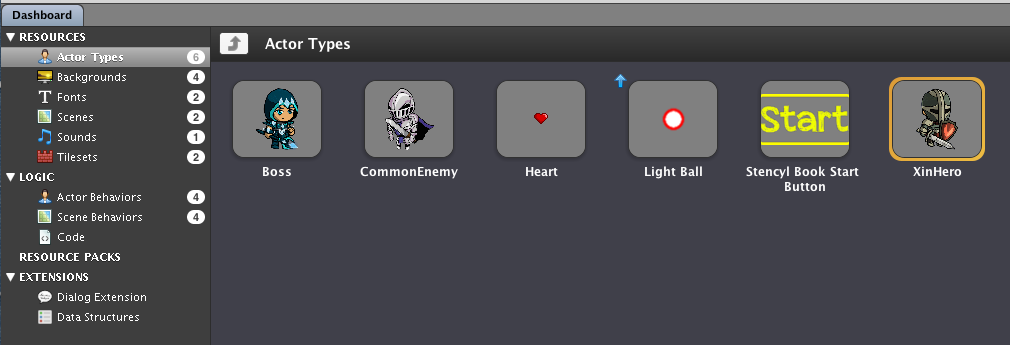 Dashboard
RESOURCES
Actor Types 6
Backgrounds 4
Fonts 2
Scenes 2
Sounds 1
Tilesets 2
LOGIC
Actor Behaviors 4
Scene Behaviors 4
Code
RESOURCE PACKS
EXTENSIONS
Dialog Extension
Data Structures
Actor Types
Start
Boss
CommonEnemy
Heart
Light Ball
Stencyl Book Start
Button
XinHero